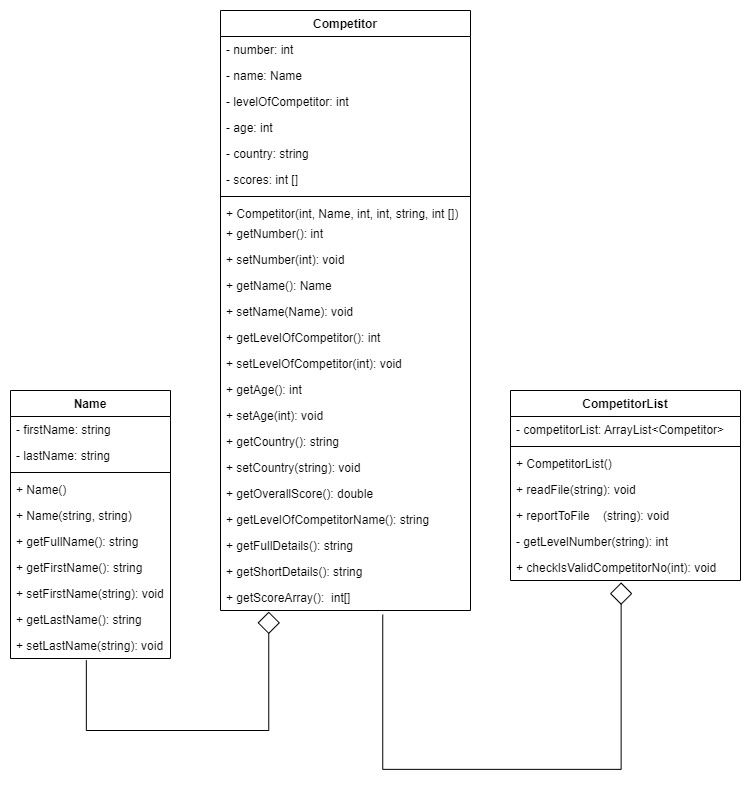 Competitor
- number: int
- name: Name
- levelOfCompetitor: int
- age: int
- country: string
- scores: int []
+ Competitor(int, Name, int, int, string, int [])
+ getNumber(): int
+ setNumber(int): void
+ getName(): Name
+ setName(Name): void
+ getLevelOfCompetitor(): int
+ setLevelOfCompetitor(int): void
+ getAge(): int
+ setAge(int): void
+ getCountry(): string
+ setCountry(string): void
+ getOverallScore(): double
+ getLevelOfCompetitorName(): string
+ getFullDetails(): string
+ getShortDetails(): string
+ getScoreArray(): int[]
Name
- firstName: string
- lastName: string
+ Name()
+ Name(string, string)
+ getFullName(): string
+ getFirstName(): string
+ setFirstName(string): void
+ getLastName(): string
+ setLastName(string): void
CompetitorList
- competitorList: ArrayList<Competitor>
+ CompetitorList()
+ readFile(string): void
+ reportToFile (string): void
- getLevelNumber(string): int
+ checkIsValidCompetitorNo(int): void